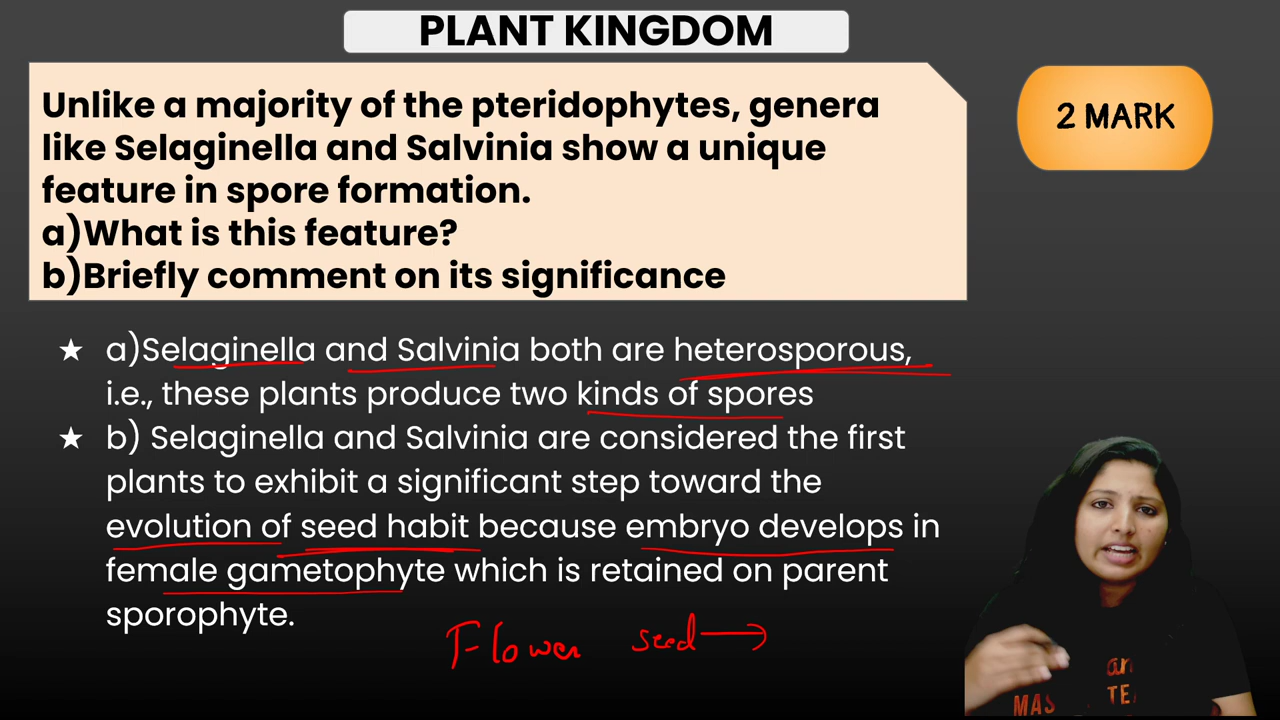 PLANT KINGDOM
Unlike a majority of the pteridophytes, genera
like Selaginella and Salvinia show a unique
feature in spore formation.
a)What is this feature?
b)Briefly comment on its significance
2 MARK
★ a)Selaginella and Salvinia both are heterosporous,
i.e., these plants produce two kinds of spores
★ b) Selaginella and Salvinia are considered the first
plants to exhibit a significant step toward the
evolution of seed habit because embryo develops in
female gametophyte which is retained on parent
sporophyte.
Flower seed →
an
MAS TE